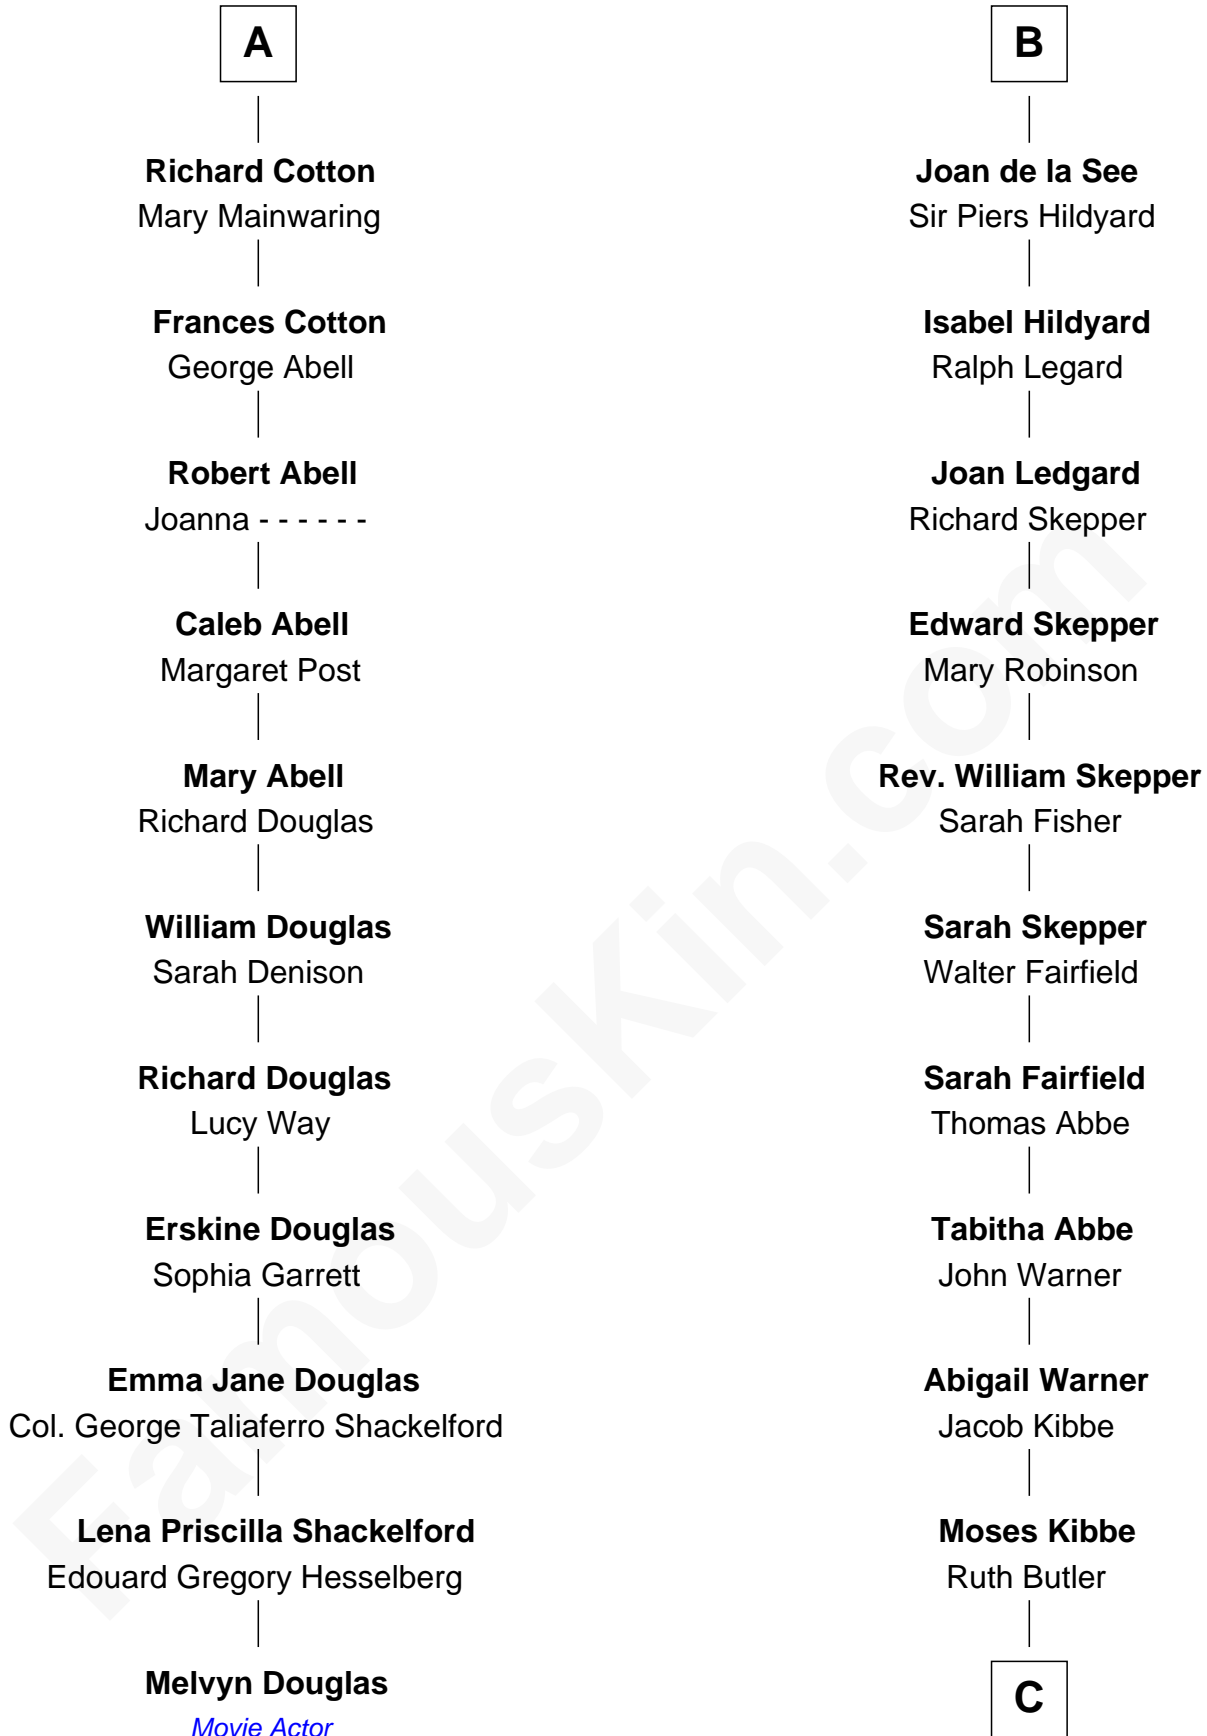 A
Richard Cotton
Mary Mainwaring
Frances Cotton
George Abell
Robert Abell
Joanna - - - - - -
Caleb Abell
Margaret Post
Mary Abell
Richard Douglas
William Douglas
Sarah Denison
Richard Douglas
Lucy Way
Erskine Douglas
Sophia Garrett
Emma Jane Douglas
Col. George Taliaferro Shackelford
Lena Priscilla Shackelford
Edouard Gregory Hesselberg
Melvyn Douglas
Movie Actor
B
Joan de la See
Sir Piers Hildyard
Isabel Hildyard
Ralph Legard
Joan Ledgard
Richard Skepper
Edward Skepper
Mary Robinson
Rev. William Skepper
Sarah Fisher
Sarah Skepper
Walter Fairfield
Sarah Fairfield
Thomas Abbe
Tabitha Abbe
John Warner
Abigail Warner
Jacob Kibbe
Moses Kibbe
Ruth Butler
C
FamousKin.com